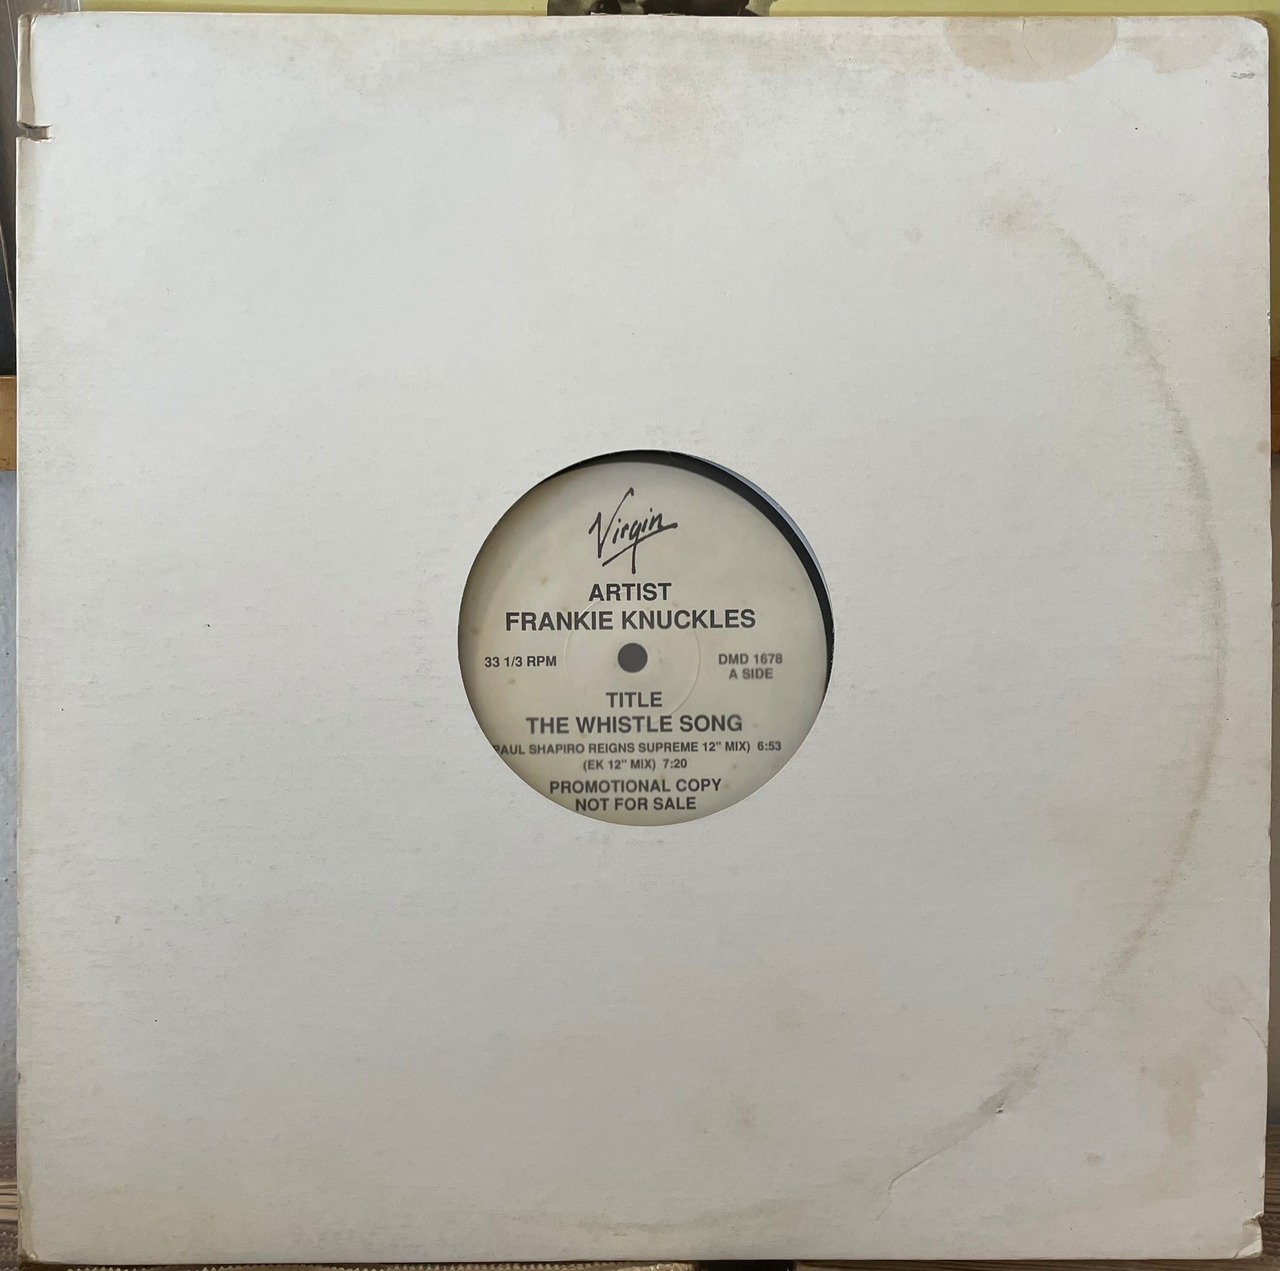 Virgin
ARTIST
FRANKIE KNUCKLES
33 1/3 RPM
DMD 1678
A SIDE
TITLE
THE WHISTLE SONG
PAUL SHAPIRO REIGNS SUPREME 12" MIX) 6:53
(EK 12" MIX) 7:20
PROMOTIONAL COPY
NOT FOR SALE